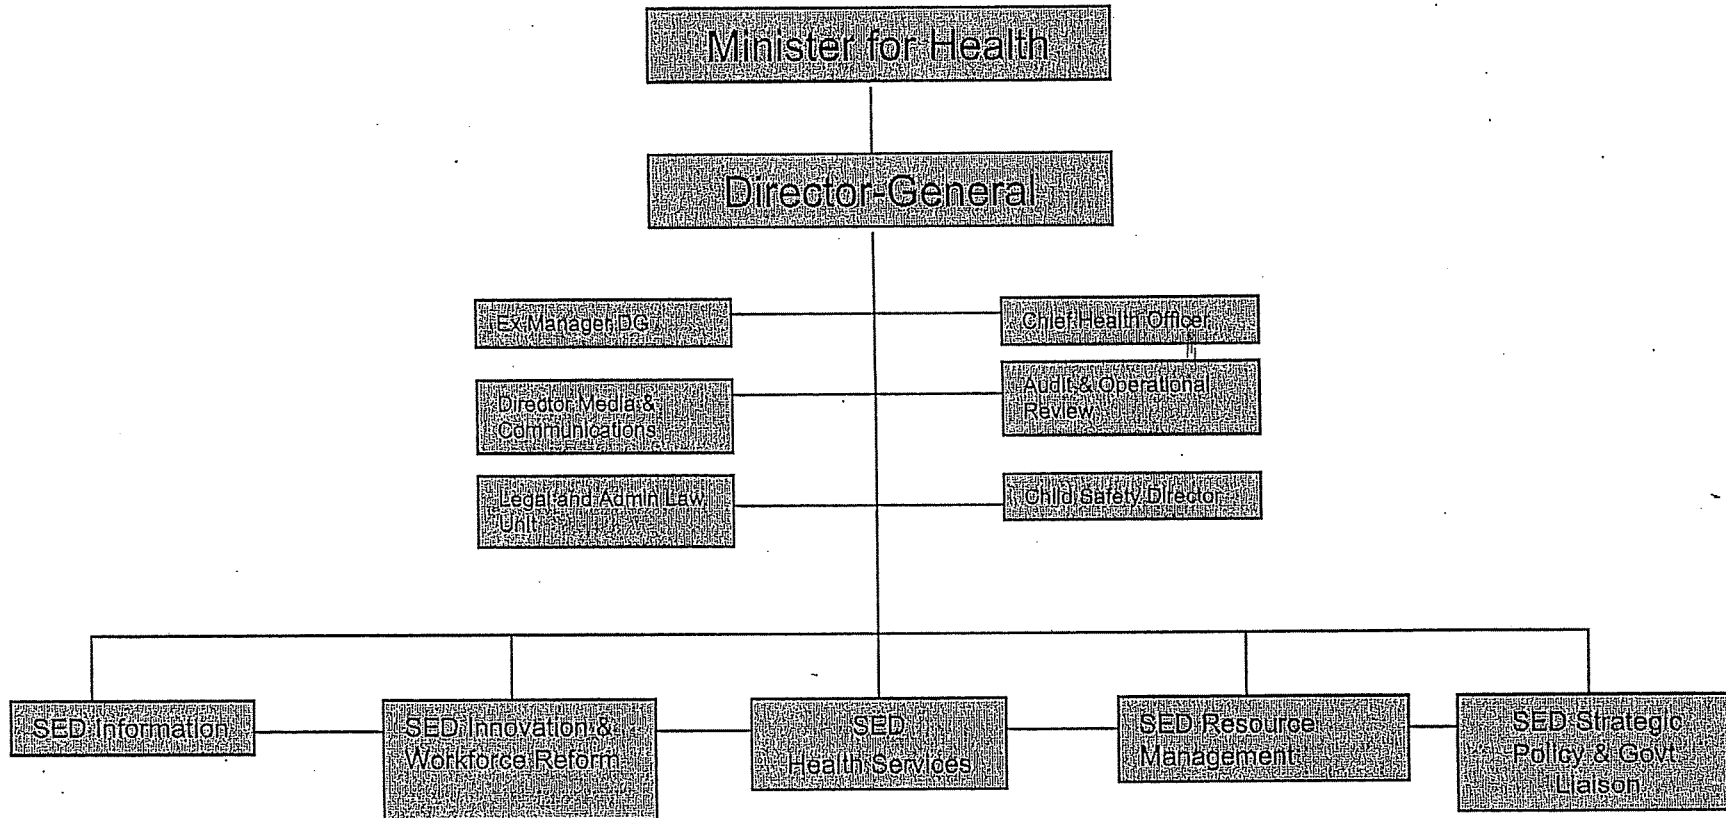 Minister for Health
Director-General
Ex Manager DG
Chief Health Officer
Director Media &
Communications
Audit & Operational
Review
Legal and Admin Law
Unit
Child Safety Director
SED Information
SED Innovation &
Workforce Reform
SED
Health Services
SED Resource
Management
SED Strategic
Policy & Govt
Liaison